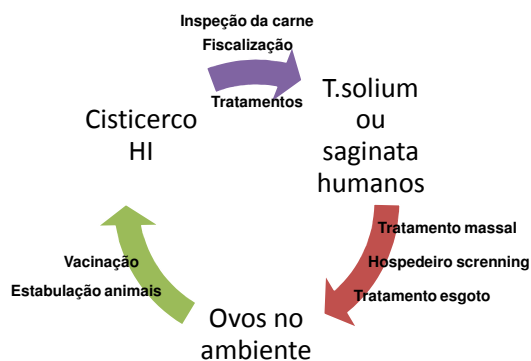 Inspeção da carne
Fiscalização
Tratamentos
T.solium
ou
saginata
humanos
Cisticerco
HI
Tratamento massal
Hospedeiro screnning
Tratamento esgoto
Vacinação
Estabulação animais
Ovos no
ambiente